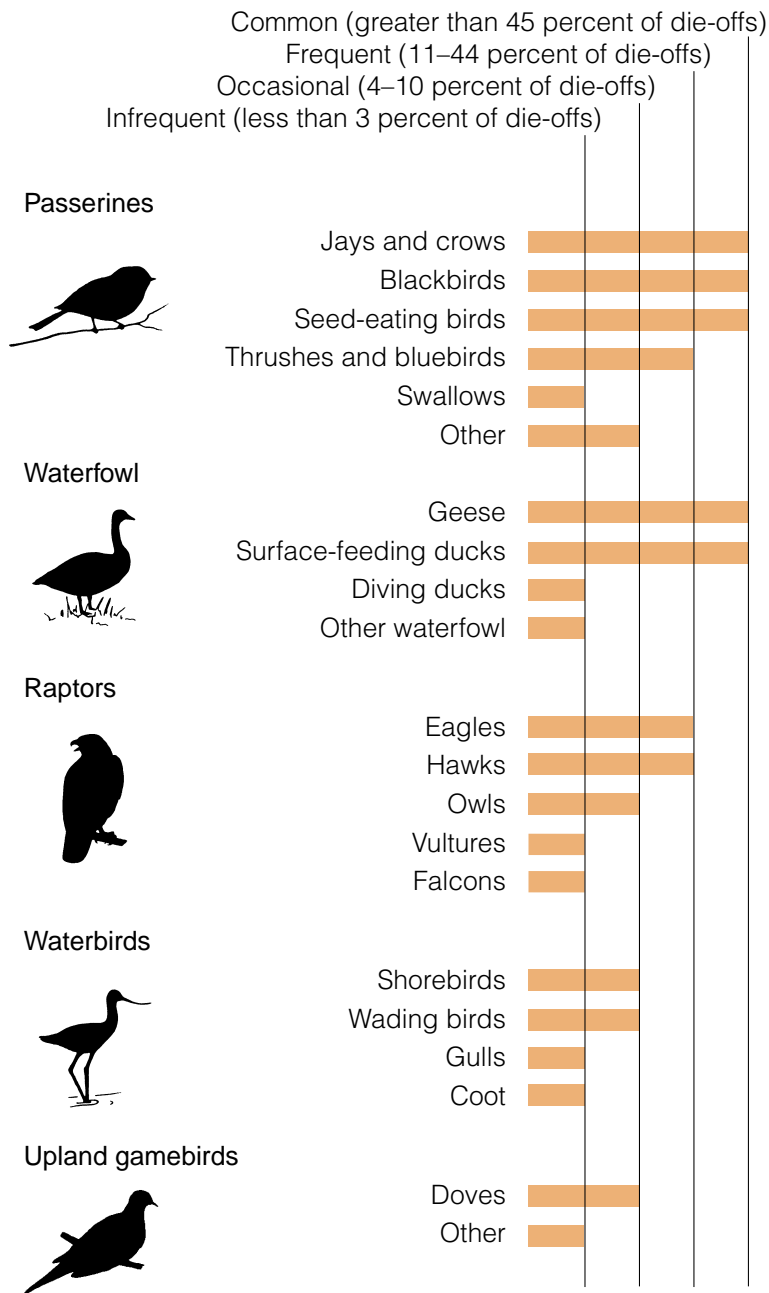 Common (greater than 45 percent of die-offs)
Frequent (11–44 percent of die-offs)
Occasional (4–10 percent of die-offs)
Infrequent (less than 3 percent of die-offs)
Passerines
Jays and crows
Blackbirds
Seed-eating birds
Thrushes and bluebirds
Swallows
Other
Waterfowl
Geese
Surface-feeding ducks
Diving ducks
Other waterfowl
Raptors
Eagles
Hawks
Owls
Vultures
Falcons
Waterbirds
Shorebirds
Wading birds
Gulls
Coot
Upland gamebirds
Doves
Other